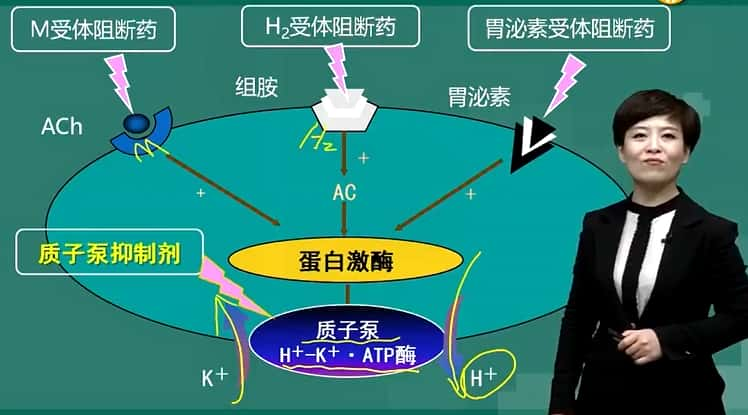 M受体阻断药
H₂受体阻断药
胃泌素受体阻断药
组胺
胃泌素
ACh
M
H₂
+
AC
+
+
质子泵抑制剂
蛋白激酶
质子泵
H⁺-K⁺·ATP酶
K⁺
H⁺